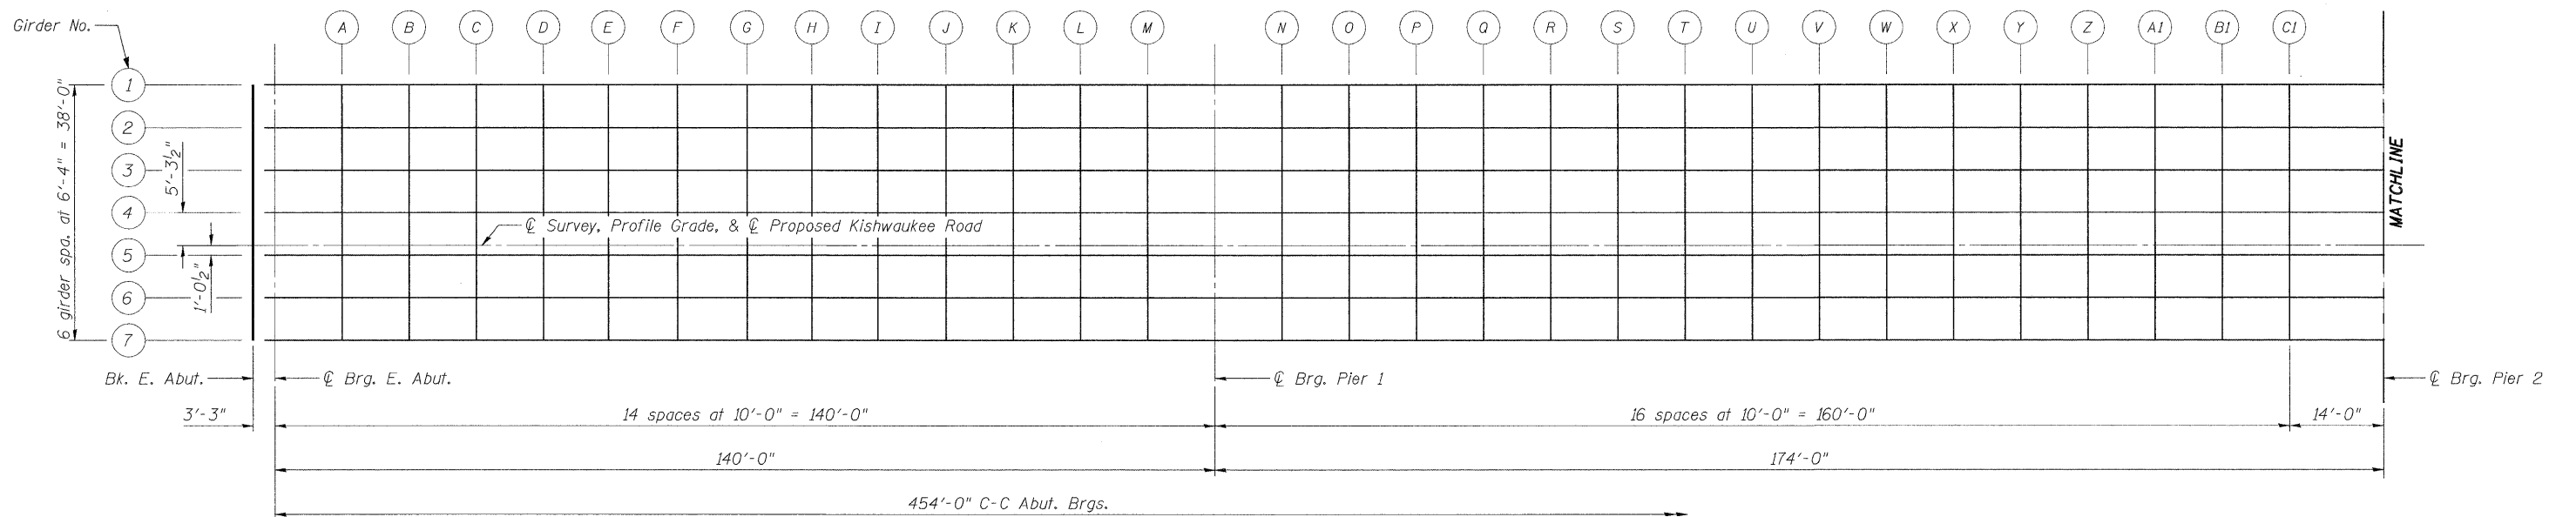 Girder No.
A B C D E F G H I J K L M N O P Q R S T U V W X Y Z A1 B1 C1
1
2
3
4
5
6
7
6 girder spa. at 6'-4" = 38'-0"
5'-3½"
1'-0½"
℄ Survey, Profile Grade, & ℄ Proposed Kishwaukee Road
MATCHLINE
Bk. E. Abut.
℄ Brg. E. Abut.
℄ Brg. Pier 1
℄ Brg. Pier 2
3'-3"
14 spaces at 10'-0" = 140'-0"
16 spaces at 10'-0" = 160'-0"
14'-0"
140'-0"
174'-0"
454'-0" C-C Abut. Brgs.